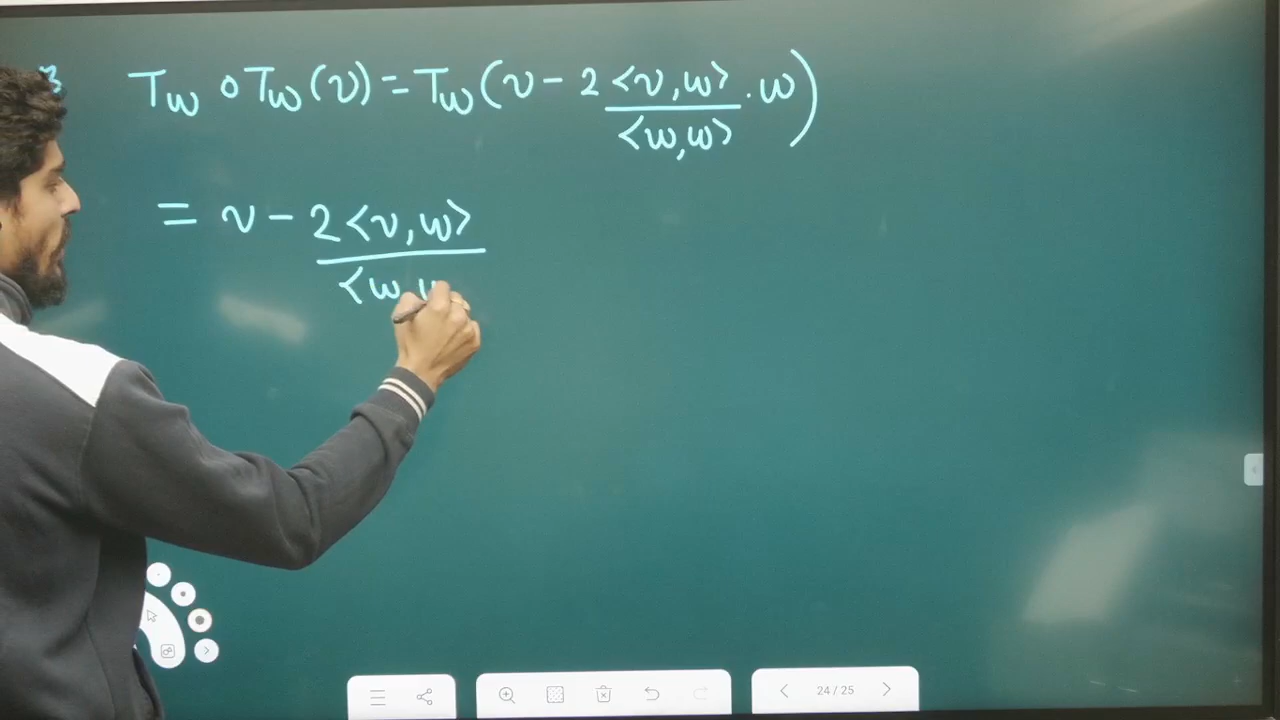 T_w ∘ T_w (v) = T_w (v − 2 <v,w>/<w,w> . w)
= v − 2<v,w>/<w,w
24 / 25